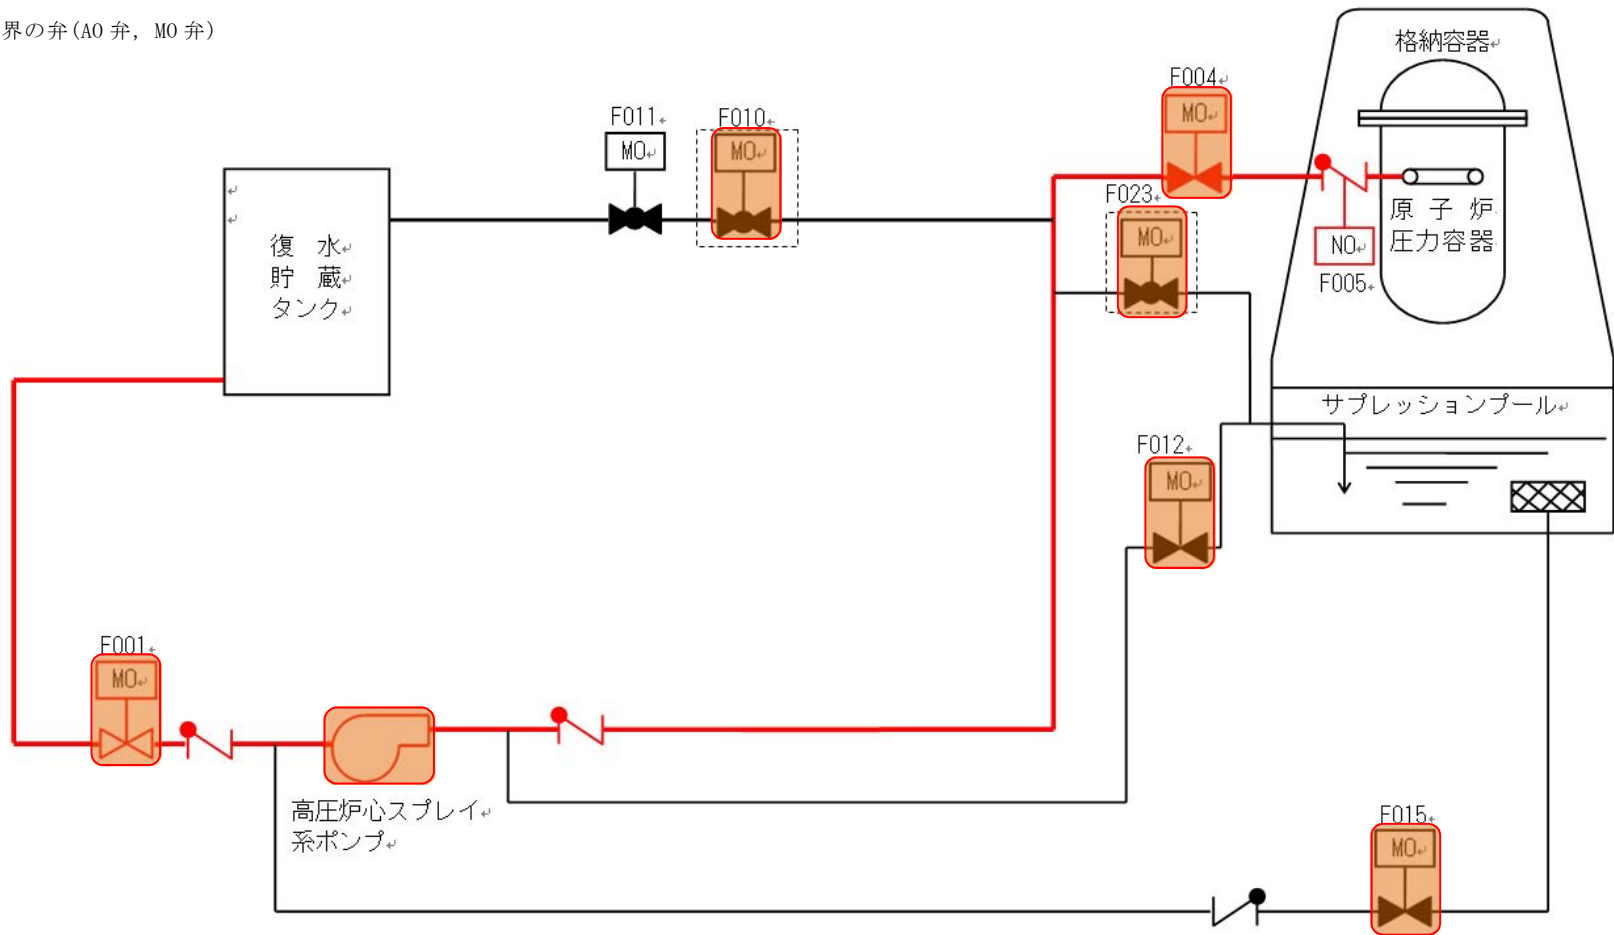 界の弁(AO弁, MO弁)
格納容器
F004
MO
F011
MO
F010
MO
F023
MO
原子炉
圧力容器
NO
F005
復水
貯蔵
タンク
サプレッションプール
F012
MO
F001
MO
高圧炉心スプレイ
系ポンプ
F015
MO